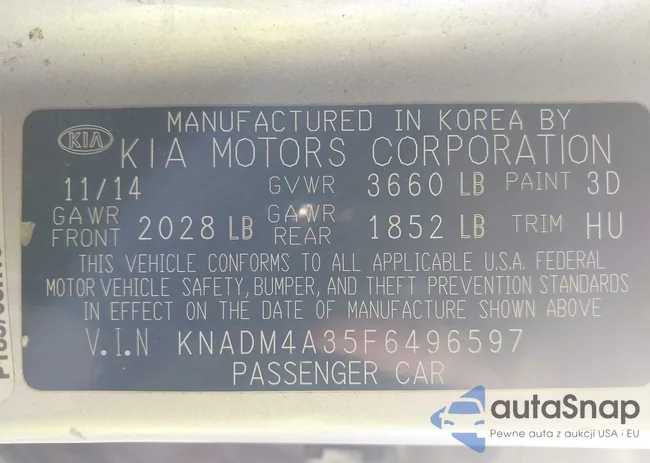 MANUFACTURED IN KOREA BY
KIA KIA MOTORS CORPORATION
11/14 GVWR 3660 LB PAINT 3D
GAWR FRONT 2028 LB GAWR REAR 1852 LB TRIM HU
THIS VEHICLE CONFORMS TO ALL APPLICABLE U.S.A. FEDERAL
MOTOR VEHICLE SAFETY, BUMPER, AND THEFT PREVENTION STANDARDS
IN EFFECT ON THE DATE OF MANUFACTURE SHOWN ABOVE
V.I.N KNADM4A35F6496597
PASSENGER CAR
autaSnap
Pewne auta z aukcji USA i EU